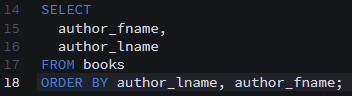 14 SELECT
15   author_fname,
16   author_lname
17 FROM books
18 ORDER BY author_lname, author_fname;